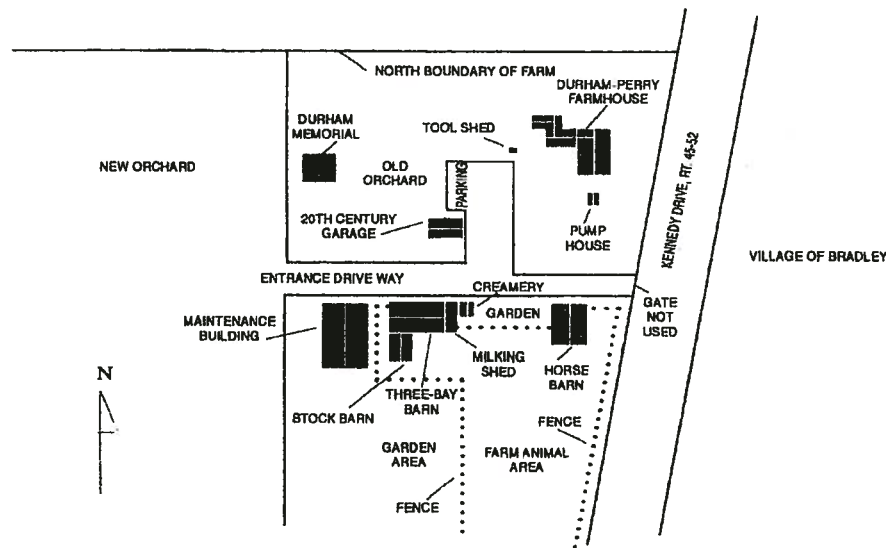 NORTH BOUNDARY OF FARM
DURHAM-PERRY
FARMHOUSE
DURHAM
MEMORIAL
TOOL SHED
NEW ORCHARD
OLD
ORCHARD
PARKING
KENNEDY DRIVE, RT. 45-52
20TH CENTURY
GARAGE
PUMP
HOUSE
VILLAGE OF BRADLEY
ENTRANCE DRIVE WAY
CREAMERY
GARDEN
GATE
NOT
USED
MAINTENANCE
BUILDING
MILKING
SHED
HORSE
BARN
N
THREE-BAY
BARN
STOCK BARN
FENCE
GARDEN
AREA
FARM ANIMAL
AREA
FENCE